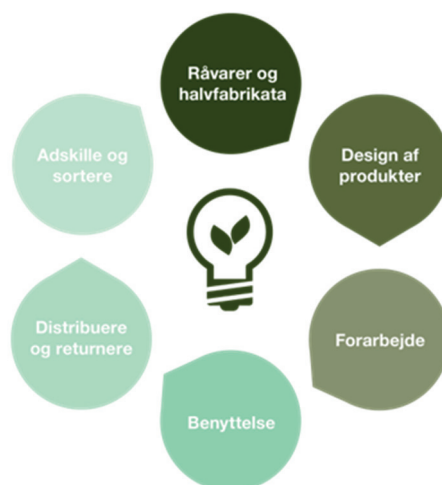 Råvarer og
halvfabrikata
Design af
produkter
Forarbejde
Benyttelse
Distribuere
og returnere
Adskille og
sortere